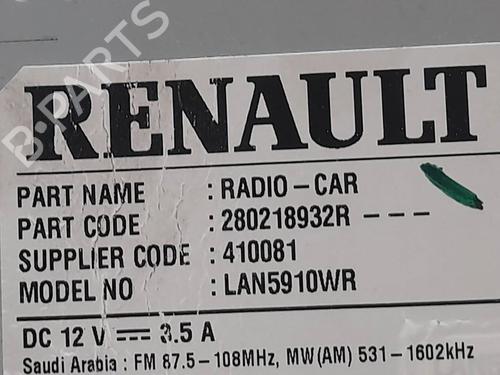 B-PARTS
RENAULT
PART NAME : RADIO-CAR
PART CODE : 280218932R - - -
SUPPLIER CODE : 410081
MODEL NO : LAN5910WR
DC 12 V ⎓ 3.5 A
Saudi Arabia : FM 87.5-108MHz, MW(AM) 531-1602kHz